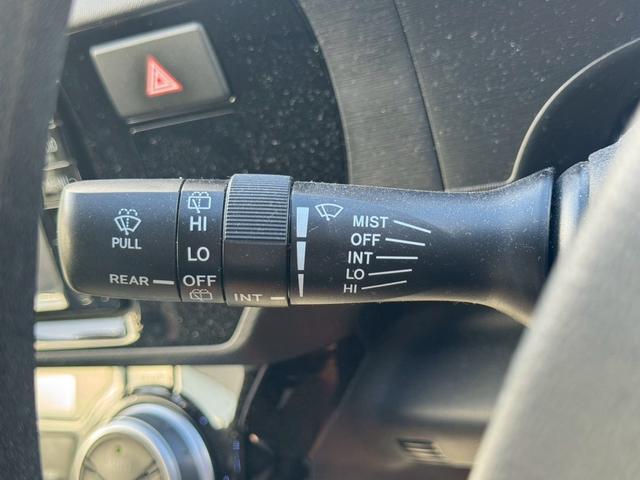 PULL
REAR
HI
LO
OFF
INT
MIST
OFF
INT
LO
HI